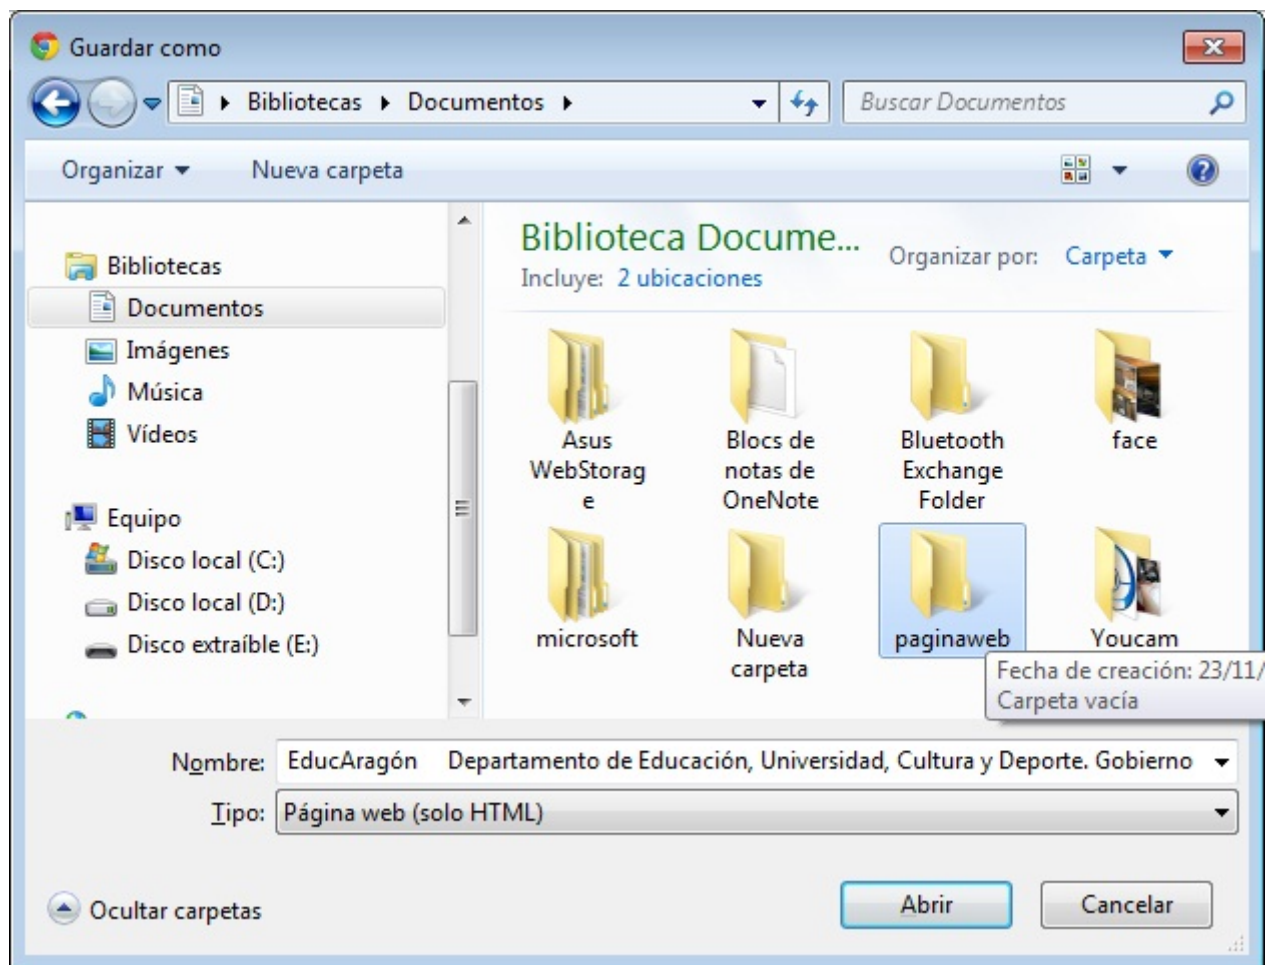 Guardar como
Bibliotecas Documentos
Buscar Documentos
Organizar Nueva carpeta
Bibliotecas
Documentos
Imágenes
Música
Vídeos
Equipo
Disco local (C:)
Disco local (D:)
Disco extraíble (E:)
Biblioteca Docume...
Incluye: 2 ubicaciones
Organizar por: Carpeta
Asus
WebStorag
e
Blocs de
notas de
OneNote
Bluetooth
Exchange
Folder
face
microsoft
Nueva
carpeta
paginaweb
Youcam
Fecha de creación: 23/11/
Carpeta vacía
Nombre: EducAragón Departamento de Educación, Universidad, Cultura y Deporte. Gobierno
Tipo: Página web (solo HTML)
Ocultar carpetas
Abrir
Cancelar